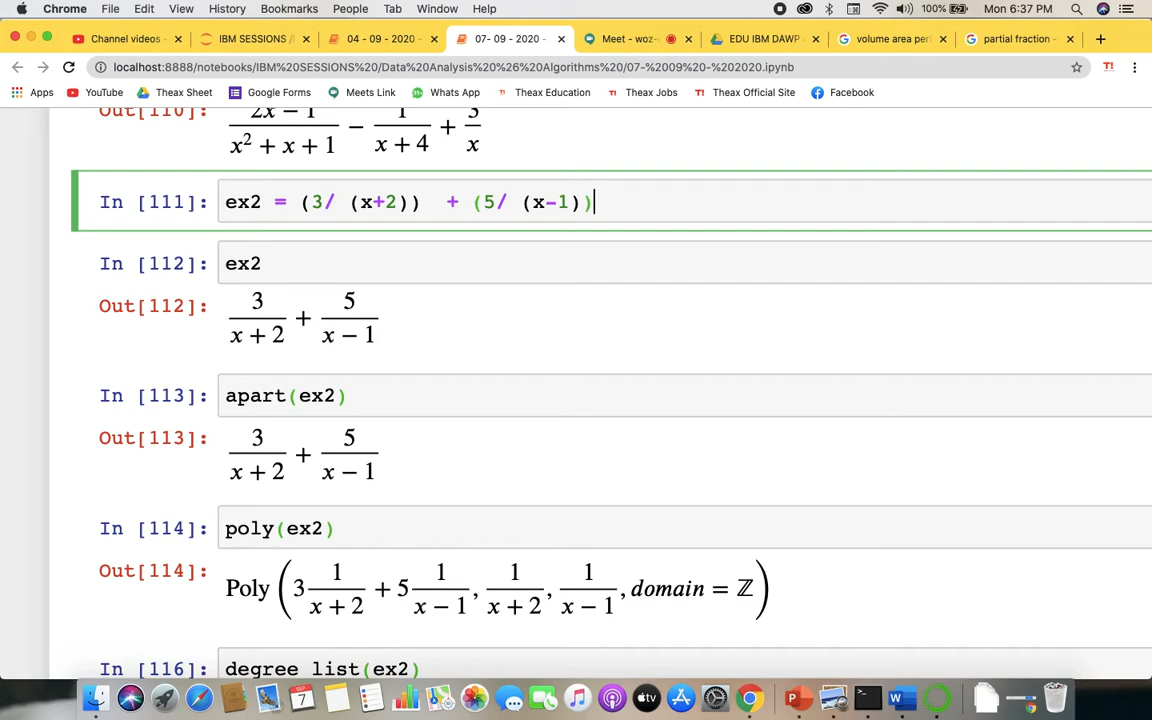 Chrome File Edit View History Bookmarks People Tab Window Help 100% Mon 6:37 PM
Channel videos - IBM SESSIONS / 04 - 09 - 2020 - 07- 09 - 2020 - Meet - woz- EDU IBM DAWP volume area peri partial fraction -
localhost:8888/notebooks/IBM%20SESSIONS%20/Data%20Analysis%20%26%20Algorithms%20/07-%2009%20-%202020.ipynb
Apps YouTube Theax Sheet Google Forms Meets Link Whats App Theax Education Theax Jobs Theax Official Site Facebook
Out[110] 2x − 1 / x² + x + 1 − 1 / x + 4 + 3 / x
In [111]: ex2 = (3/ (x+2)) + (5/ (x-1))
In [112]: ex2
Out[112]: 3 / x + 2 + 5 / x − 1
In [113]: apart(ex2)
Out[113]: 3 / x + 2 + 5 / x − 1
In [114]: poly(ex2)
Out[114]: Poly (3 1 / x + 2 + 5 1 / x − 1, 1 / x + 2, 1 / x − 1, domain = ℤ)
In [116]: degree_list(ex2)
SEP 7
tv